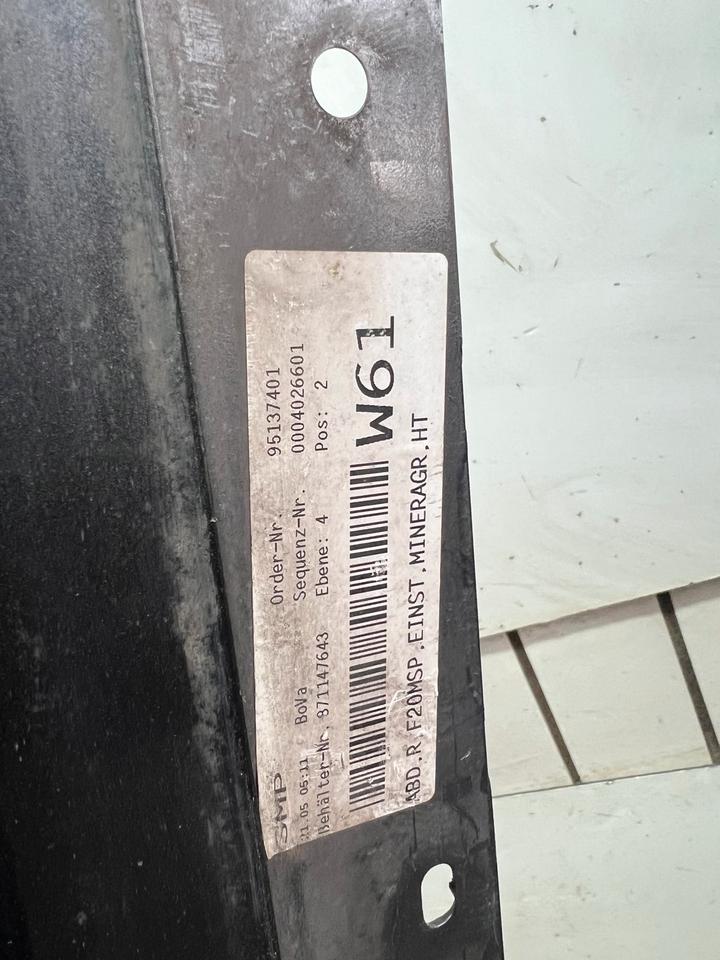 SMP
Order-Nr. 95137401
21.05 05:11 BoVa Sequenz-Nr. 0004026601
Behälter-Nr. 871147643 Ebene: 4 Pos: 2
W61
ABD.R.F20MSP.EINST.MINERAGR.HT